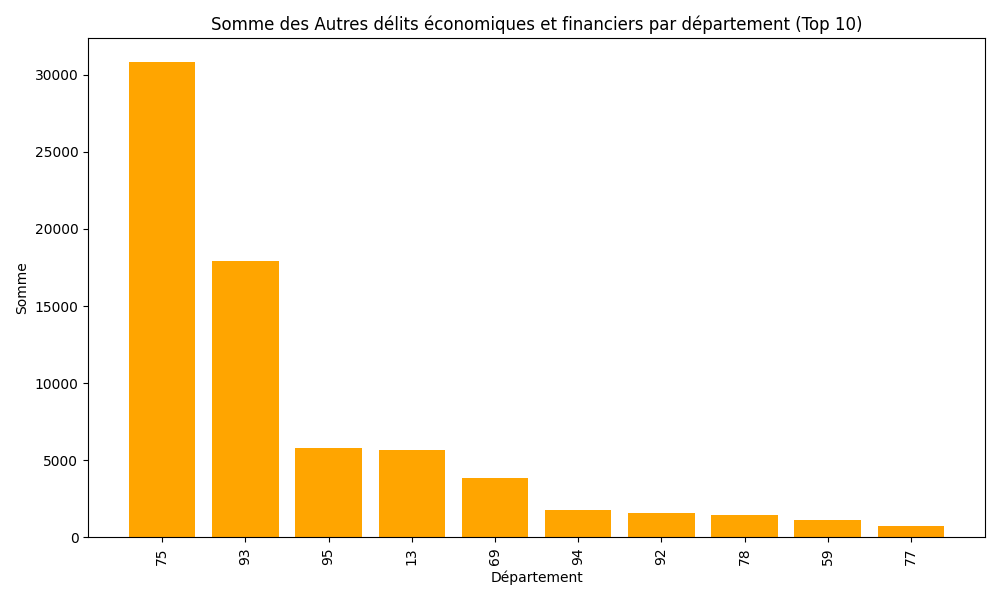 Somme des Autres délits économiques et financiers par département (Top 10)
Somme
30000
25000
20000
15000
10000
5000
0
75 93 95 13 69 94 92 78 59 77
Département